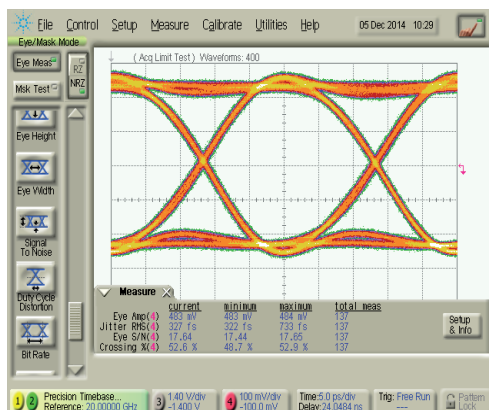 File Control Setup Measure Calibrate Utilities Help 05 Dec 2014 10:29
Eye/Mask Mode
Eye Meas
RZ
NRZ
Msk Test
( Acq Limit Test ) Waveforms: 400
Eye Height
Eye Width
Signal To Noise
Duty Cycle Distortion
Bit Rate
Measure
current minimum maximum total meas
Eye Amp(4) 483 mV 483 mV 484 mV 137
Jitter RMS(4) 327 fs 322 fs 733 fs 137
Eye S/N(4) 17.64 17.44 17.65 137
Crossing %(4) 52.6 % 48.7 % 52.9 % 137
Setup & Info
1 2 Precision Timebase...
Reference: 20.00000 GHz
3 1.40 V/div
-1.400 V
4 100 mV/div
-100.0 mV
Time:5.0 ps/div
Delay:24.0484 ns
Trig: Free Run
---
Pattern Lock